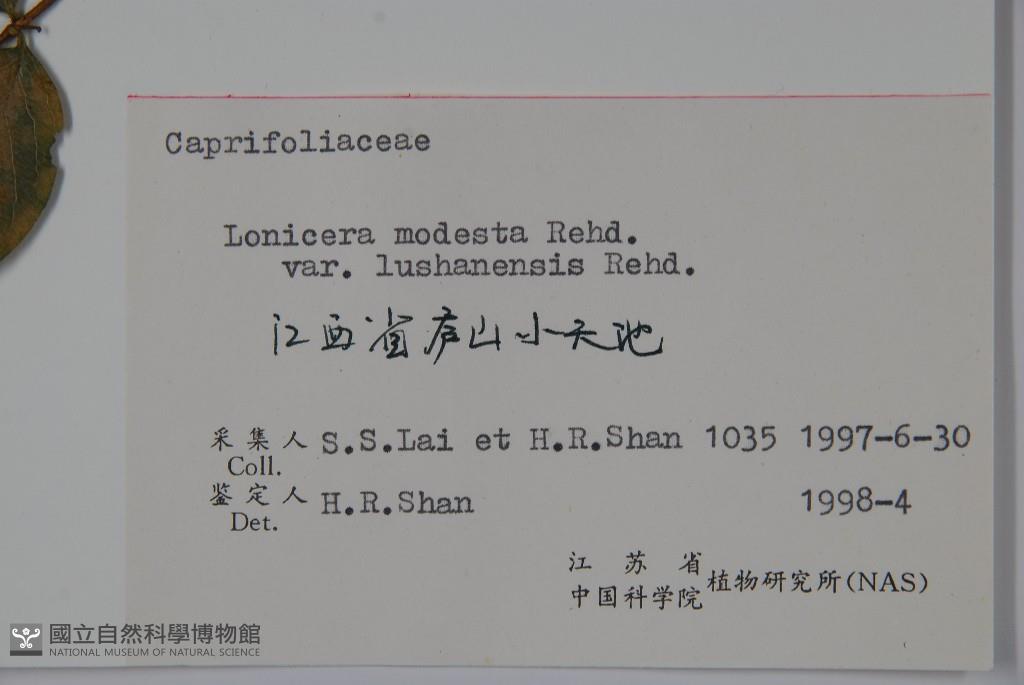 Caprifoliaceae
Lonicera modesta Rehd.
var. lushanensis Rehd.
江西省庐山小天池
采集人 S.S.Lai et H.R.Shan 1035 1997-6-30
Coll.
鉴定人 H.R.Shan 1998-4
Det.
江苏省
中国科学院 植物研究所(NAS)
國立自然科學博物館
NATIONAL MUSEUM OF NATURAL SCIENCE